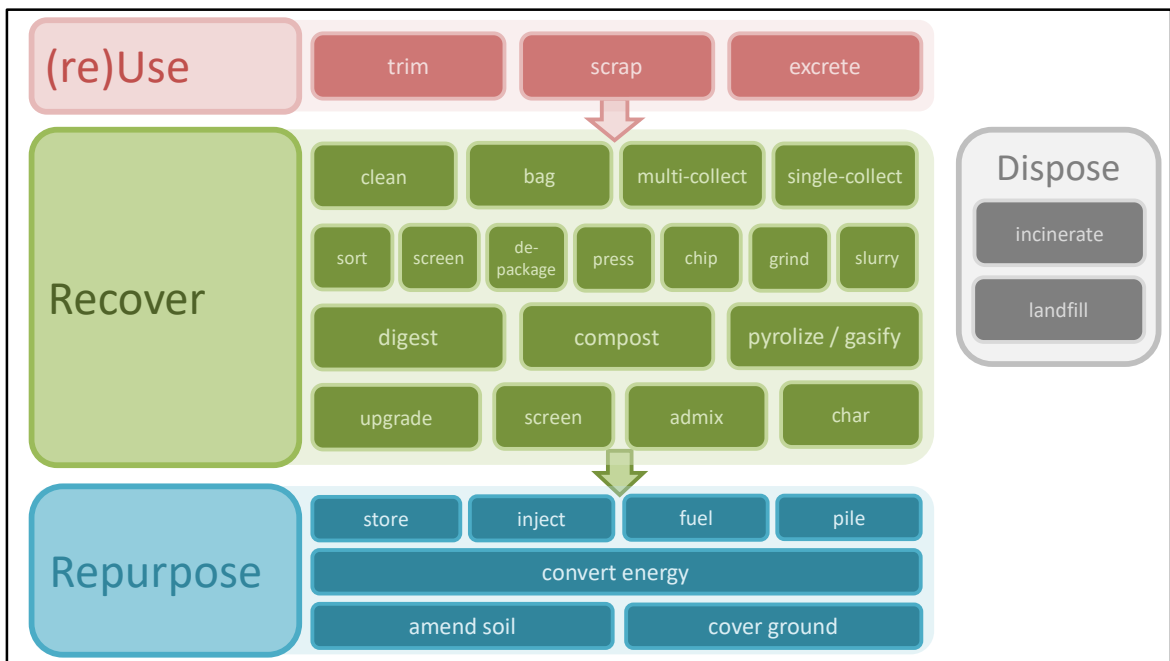 (re)Use
trim
scrap
excrete
Recover
clean
bag
multi-collect
single-collect
sort
screen
de-
package
press
chip
grind
slurry
digest
compost
pyrolize / gasify
upgrade
screen
admix
char
Repurpose
store
inject
fuel
pile
convert energy
amend soil
cover ground
Dispose
incinerate
landfill